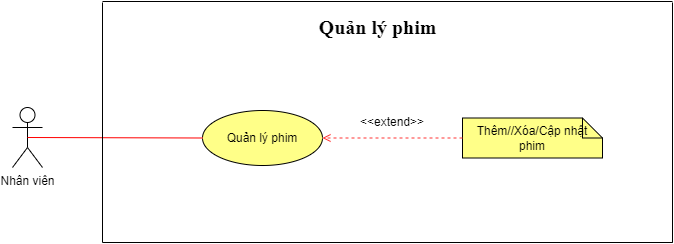 Quản lý phim
<<extend>>
Quản lý phim
Thêm//Xóa/Cập nhật
phim
Nhân viên